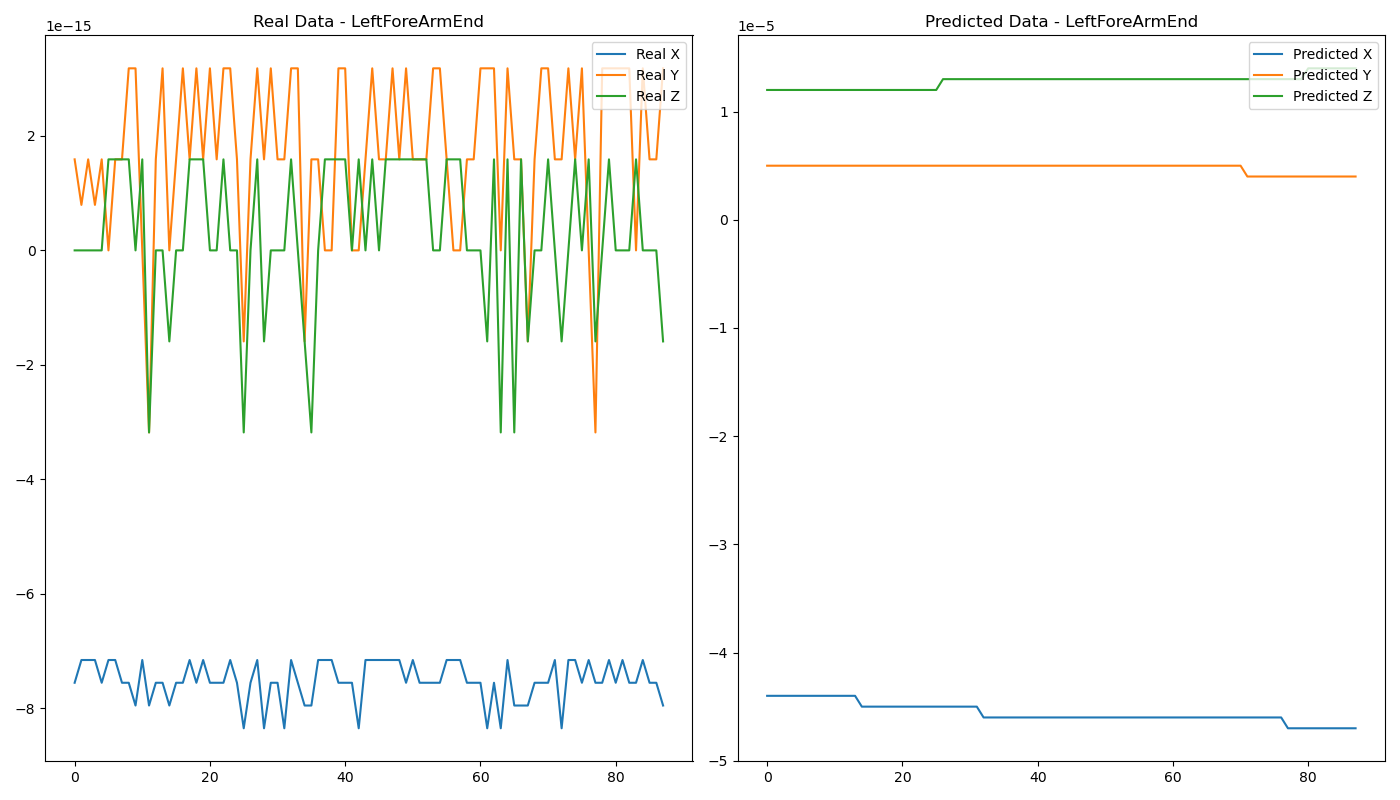 Real Data - LeftForeArmEnd
1e−15
Real X
Real Y
Real Z
2
0
−2
−4
−6
−8
0
20
40
60
80
Predicted Data - LeftForeArmEnd
1e−5
Predicted X
Predicted Y
Predicted Z
1
0
−1
−2
−3
−4
−5
0
20
40
60
80